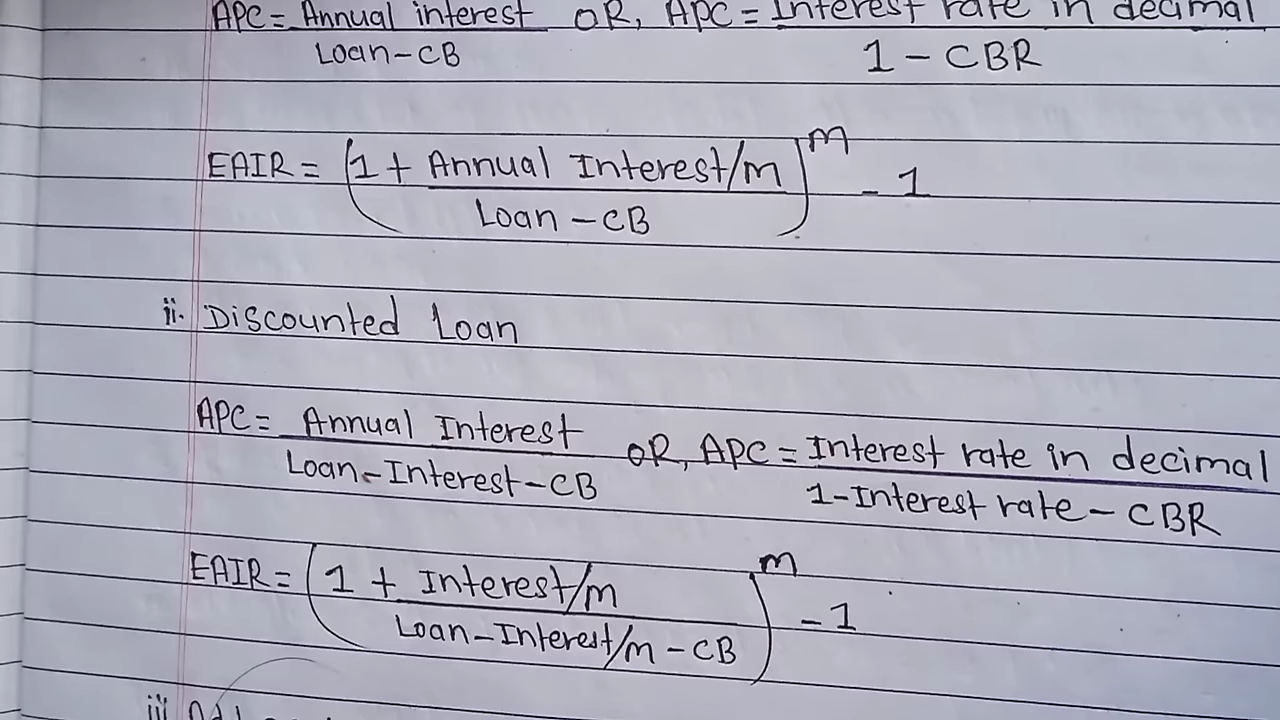 APC = Annual interest / Loan - CB OR, APC = Interest rate in decimal / 1 - CBR
EAIR = (1 + Annual Interest/m / Loan - CB)^m - 1
ii. Discounted Loan
APC = Annual Interest / Loan - Interest - CB OR, APC = Interest rate in decimal / 1 - Interest rate - CBR
EAIR = (1 + Interest/m / Loan - Interest/m - CB)^m - 1
iii